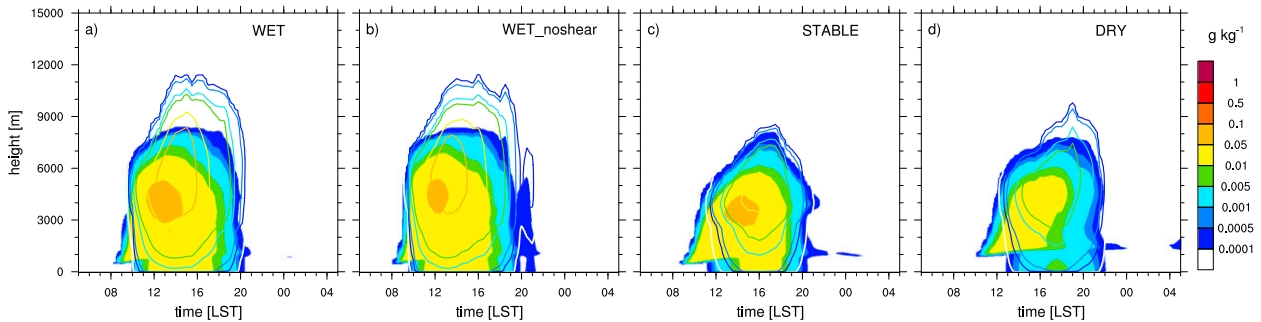 a) WET
b) WET_noshear
c) STABLE
d) DRY
g kg⁻¹
height [m]
15000
12000
9000
6000
3000
0
08 12 16 20 00 04
08 12 16 20 00 04
08 12 16 20 00 04
08 12 16 20 00 04
time [LST]
time [LST]
time [LST]
time [LST]
1
0.5
0.1
0.05
0.01
0.005
0.001
0.0005
0.0001